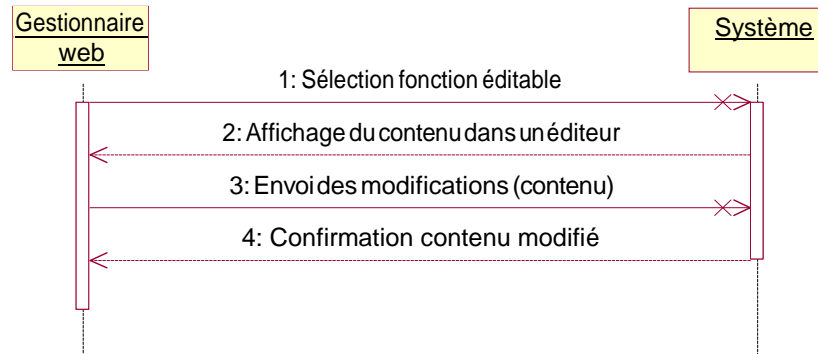 Gestionnaire
web
Système
1: Sélection fonction éditable
2: Affichage du contenu dans un éditeur
3: Envoi des modifications (contenu)
4: Confirmation contenu modifié